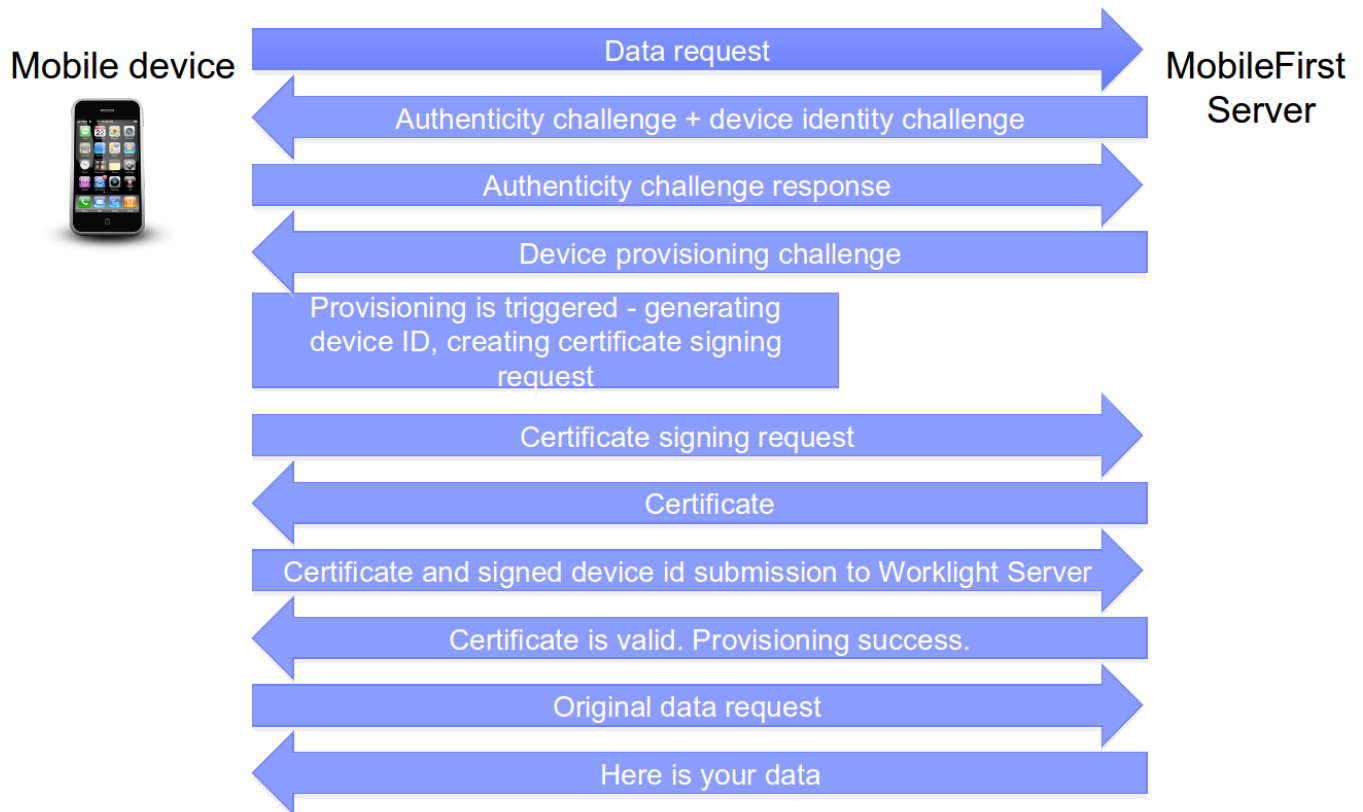 Data request
Mobile device
MobileFirst
Server
Authenticity challenge + device identity challenge
Authenticity challenge response
Device provisioning challenge
Provisioning is triggered - generating
device ID, creating certificate signing
request
Certificate signing request
Certificate
Certificate and signed device id submission to Worklight Server
Certificate is valid. Provisioning success.
Original data request
Here is your data